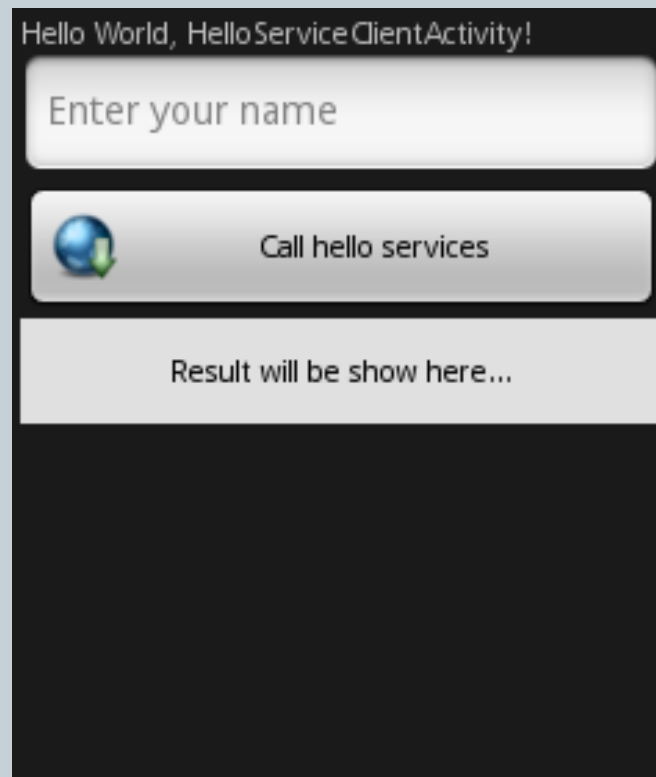 Hello World, HelloServiceClientActivity!
Enter your name
Call hello services
Result will be show here...